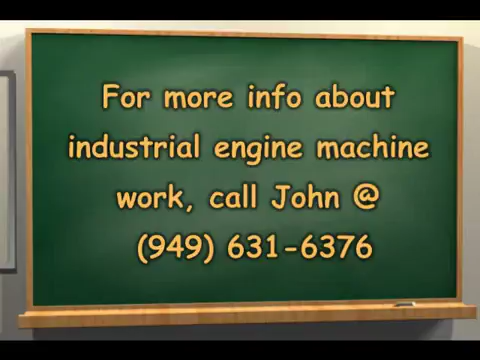 For more info about
industrial engine machine
work, call John @
(949) 631-6376